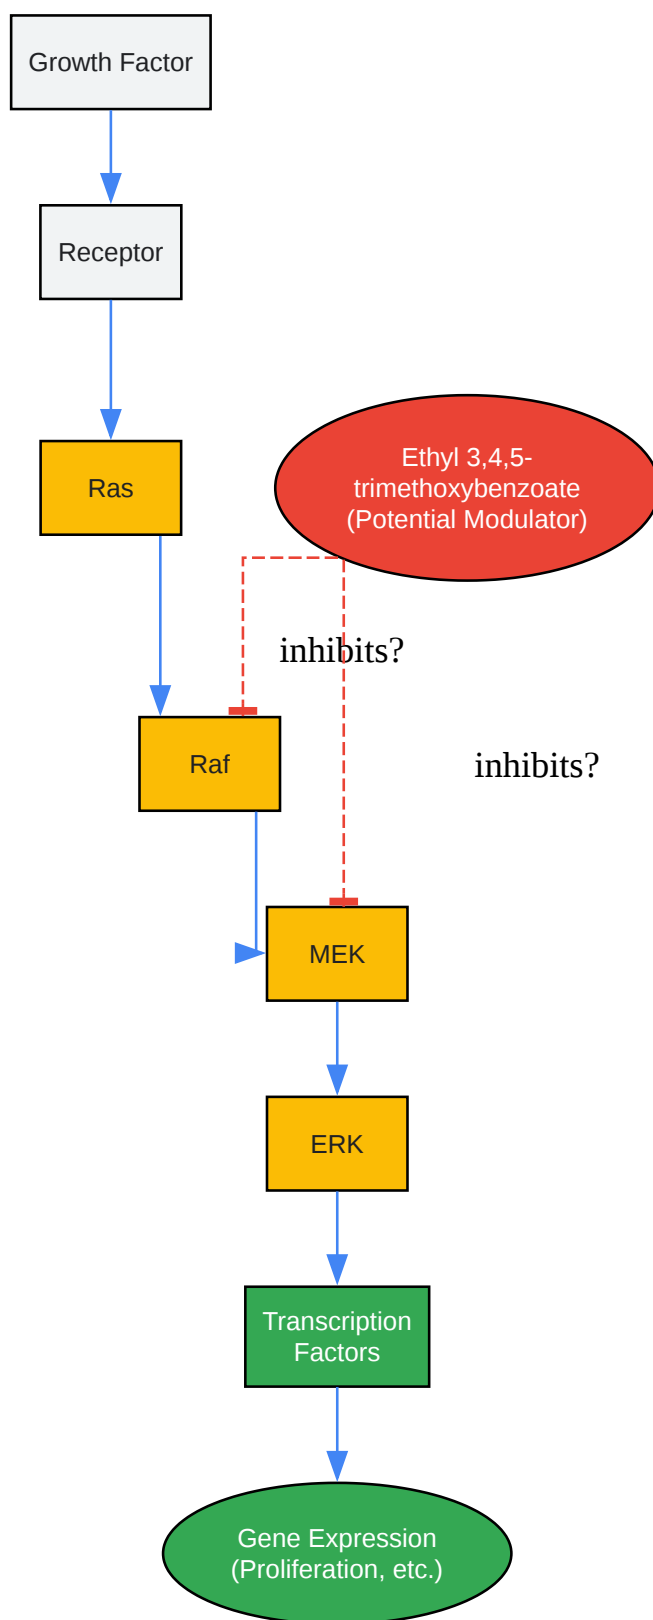 Growth Factor
Receptor
Ras
Ethyl 3,4,5-
trimethoxybenzoate
(Potential Modulator)
inhibits?
Raf
inhibits?
MEK
ERK
Transcription
Factors
Gene Expression
(Proliferation, etc.)